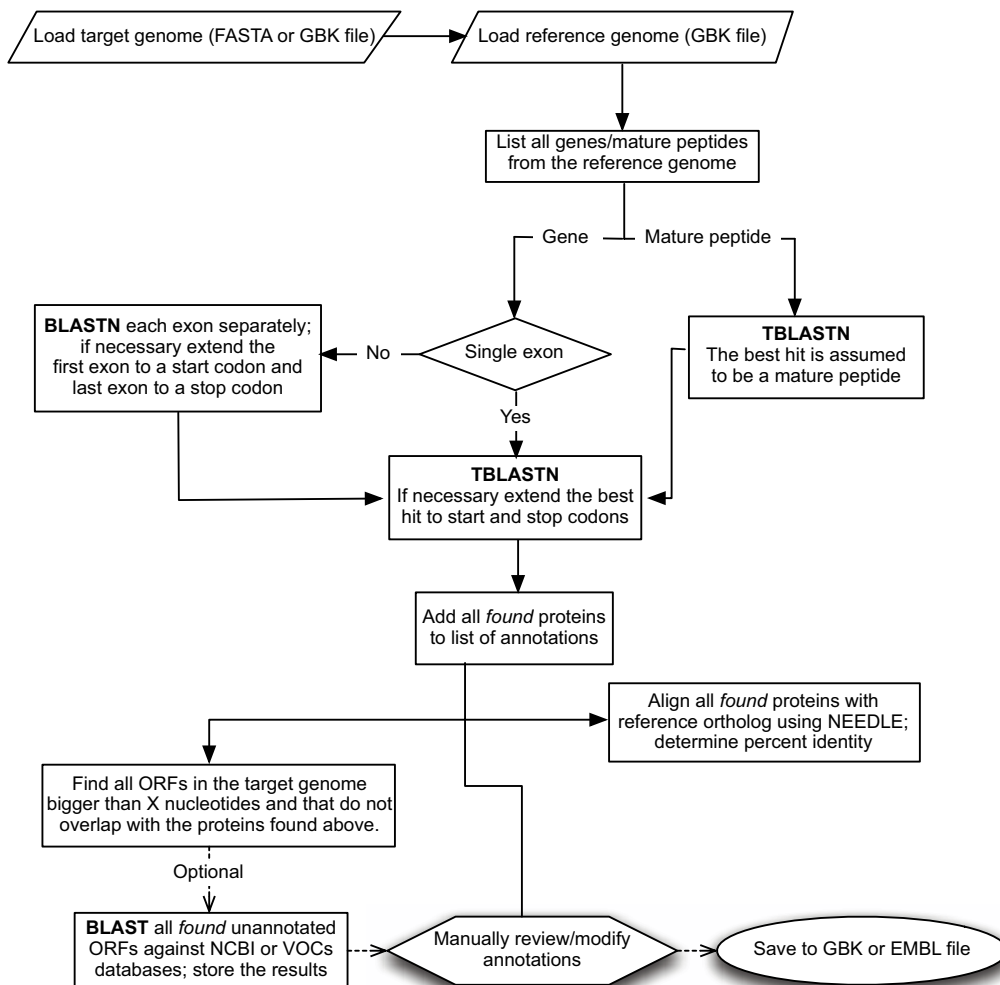 Load target genome (FASTA or GBK file)
Load reference genome (GBK file)
List all genes/mature peptides
from the reference genome
Gene
Mature peptide
BLASTN each exon separately;
if necessary extend the
first exon to a start codon and
last exon to a stop codon
No
Single exon
TBLASTN
The best hit is assumed
to be a mature peptide
Yes
TBLASTN
If necessary extend the best
hit to start and stop codons
Add all found proteins
to list of annotations
Align all found proteins with
reference ortholog using NEEDLE;
determine percent identity
Find all ORFs in the target genome
bigger than X nucleotides and that do not
overlap with the proteins found above.
Optional
BLAST all found unannotated
ORFs against NCBI or VOCs
databases; store the results
Manually review/modify
annotations
Save to GBK or EMBL file